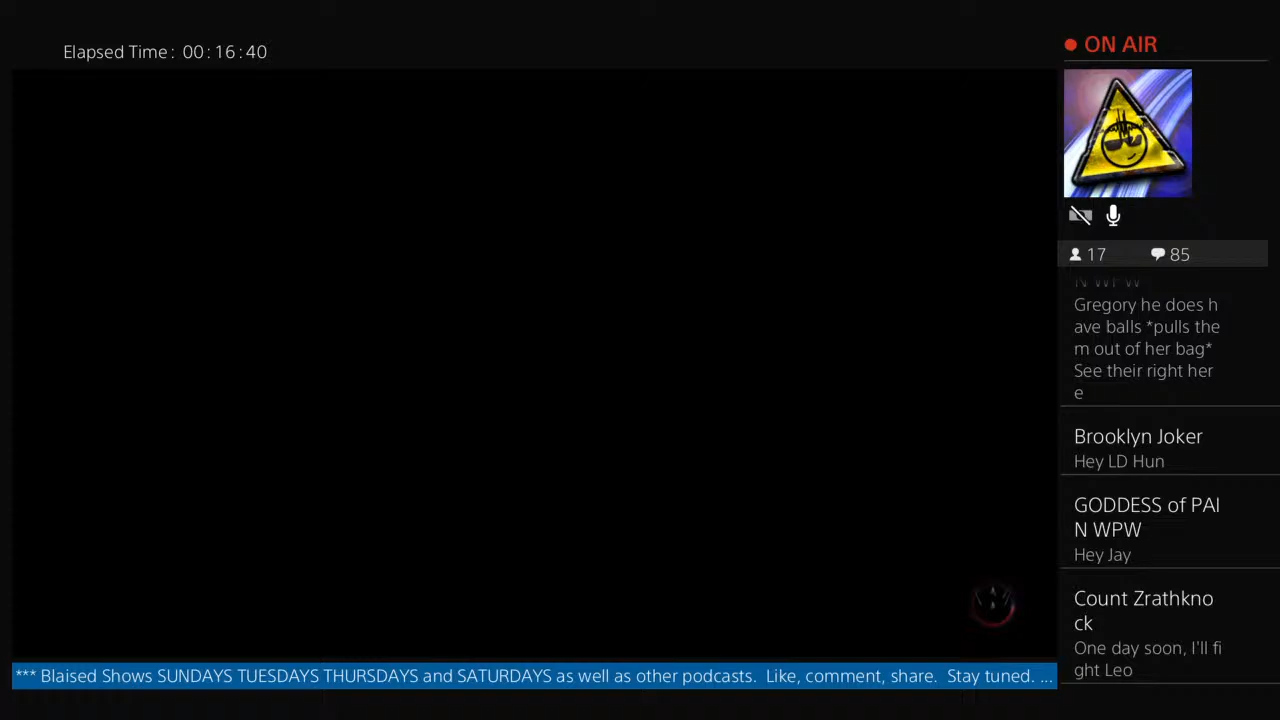 Elapsed Time: 00:16:40
ON AIR
17 85
N WPW
Gregory he does h
ave balls *pulls the
m out of her bag*
See their right her
e
Brooklyn Joker
Hey LD Hun
GODDESS of PAI
N WPW
Hey Jay
Count Zrathkno
ck
One day soon, I'll fi
ght Leo
*** Blaised Shows SUNDAYS TUESDAYS THURSDAYS and SATURDAYS as well as other podcasts. Like, comment, share. Stay tuned. ...